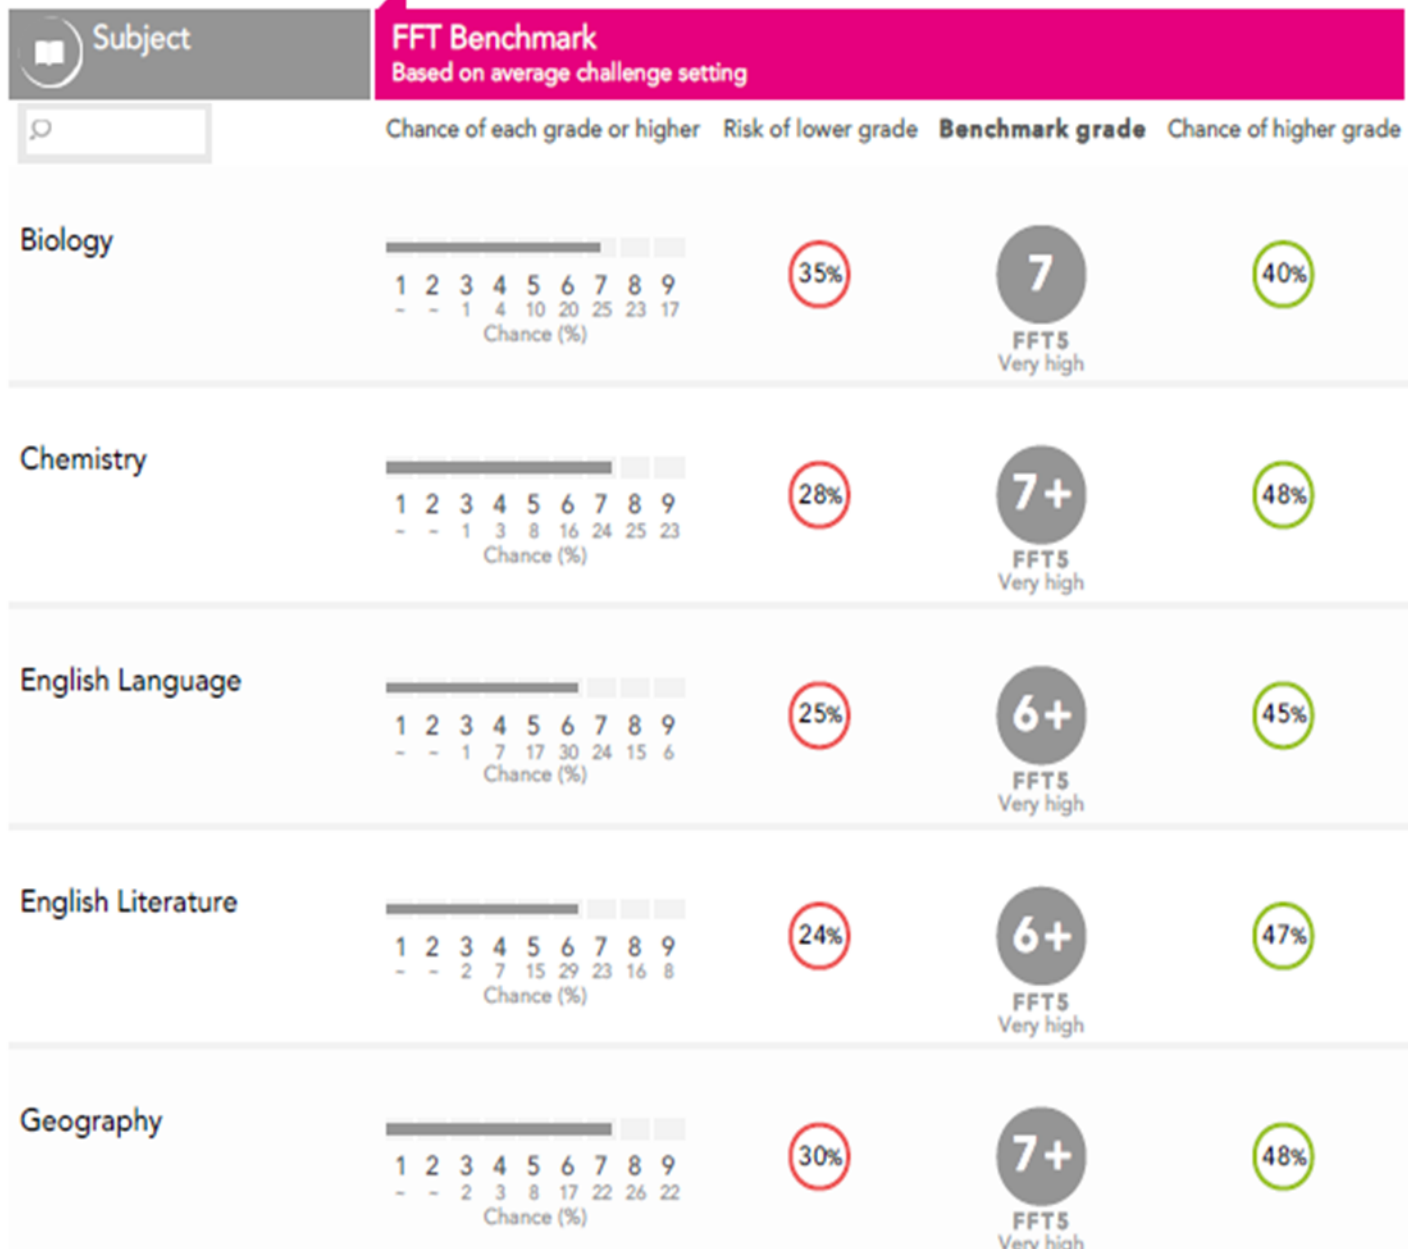 Subject
FFT Benchmark
Based on average challenge setting
Chance of each grade or higher Risk of lower grade Benchmark grade Chance of higher grade
Biology
1 2 3 4 5 6 7 8 9
~ ~ 1 4 10 20 25 23 17
Chance (%)
35%
7
FFT5
Very high
40%
Chemistry
1 2 3 4 5 6 7 8 9
~ ~ 1 3 8 16 24 25 23
Chance (%)
28%
7+
FFT5
Very high
48%
English Language
1 2 3 4 5 6 7 8 9
~ ~ 1 7 17 30 24 15 6
Chance (%)
25%
6+
FFT5
Very high
45%
English Literature
1 2 3 4 5 6 7 8 9
~ ~ 2 7 15 29 23 16 8
Chance (%)
24%
6+
FFT5
Very high
47%
Geography
1 2 3 4 5 6 7 8 9
~ ~ 2 3 8 17 22 26 22
Chance (%)
30%
7+
FFT5
Very high
48%